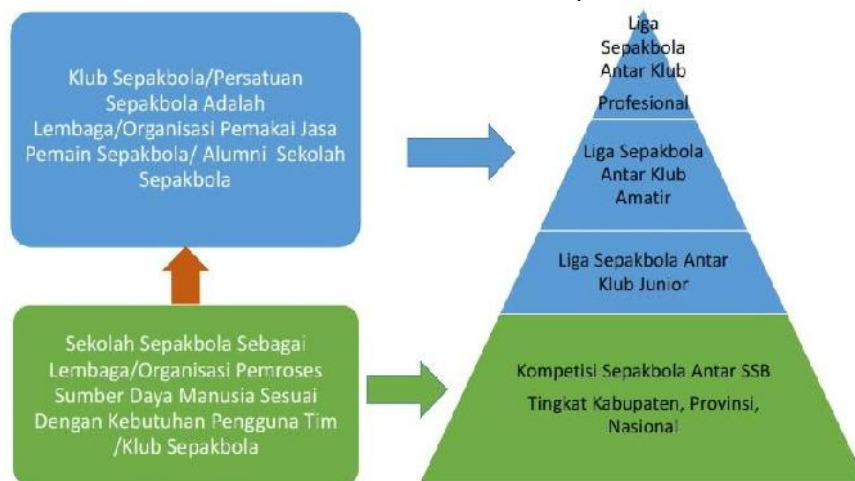 Klub Sepakbola/Persatuan
Sepakbola Adalah
Lembaga/Organisasi Pemakai Jasa
Pemain Sepakbola/ Alumni Sekolah
Sepakbola
Sekolah Sepakbola Sebagai
Lembaga/Organisasi Pemroses
Sumber Daya Manusia Sesuai
Dengan Kebutuhan Pengguna Tim
/Klub Sepakbola
Liga
Sepakbola
Antar Klub
Profesional
Liga Sepakbola
Antar Klub
Amatir
Liga Sepakbola Antar
Klub Junior
Kompetisi Sepakbola Antar SSB
Tingkat Kabupaten, Provinsi,
Nasional